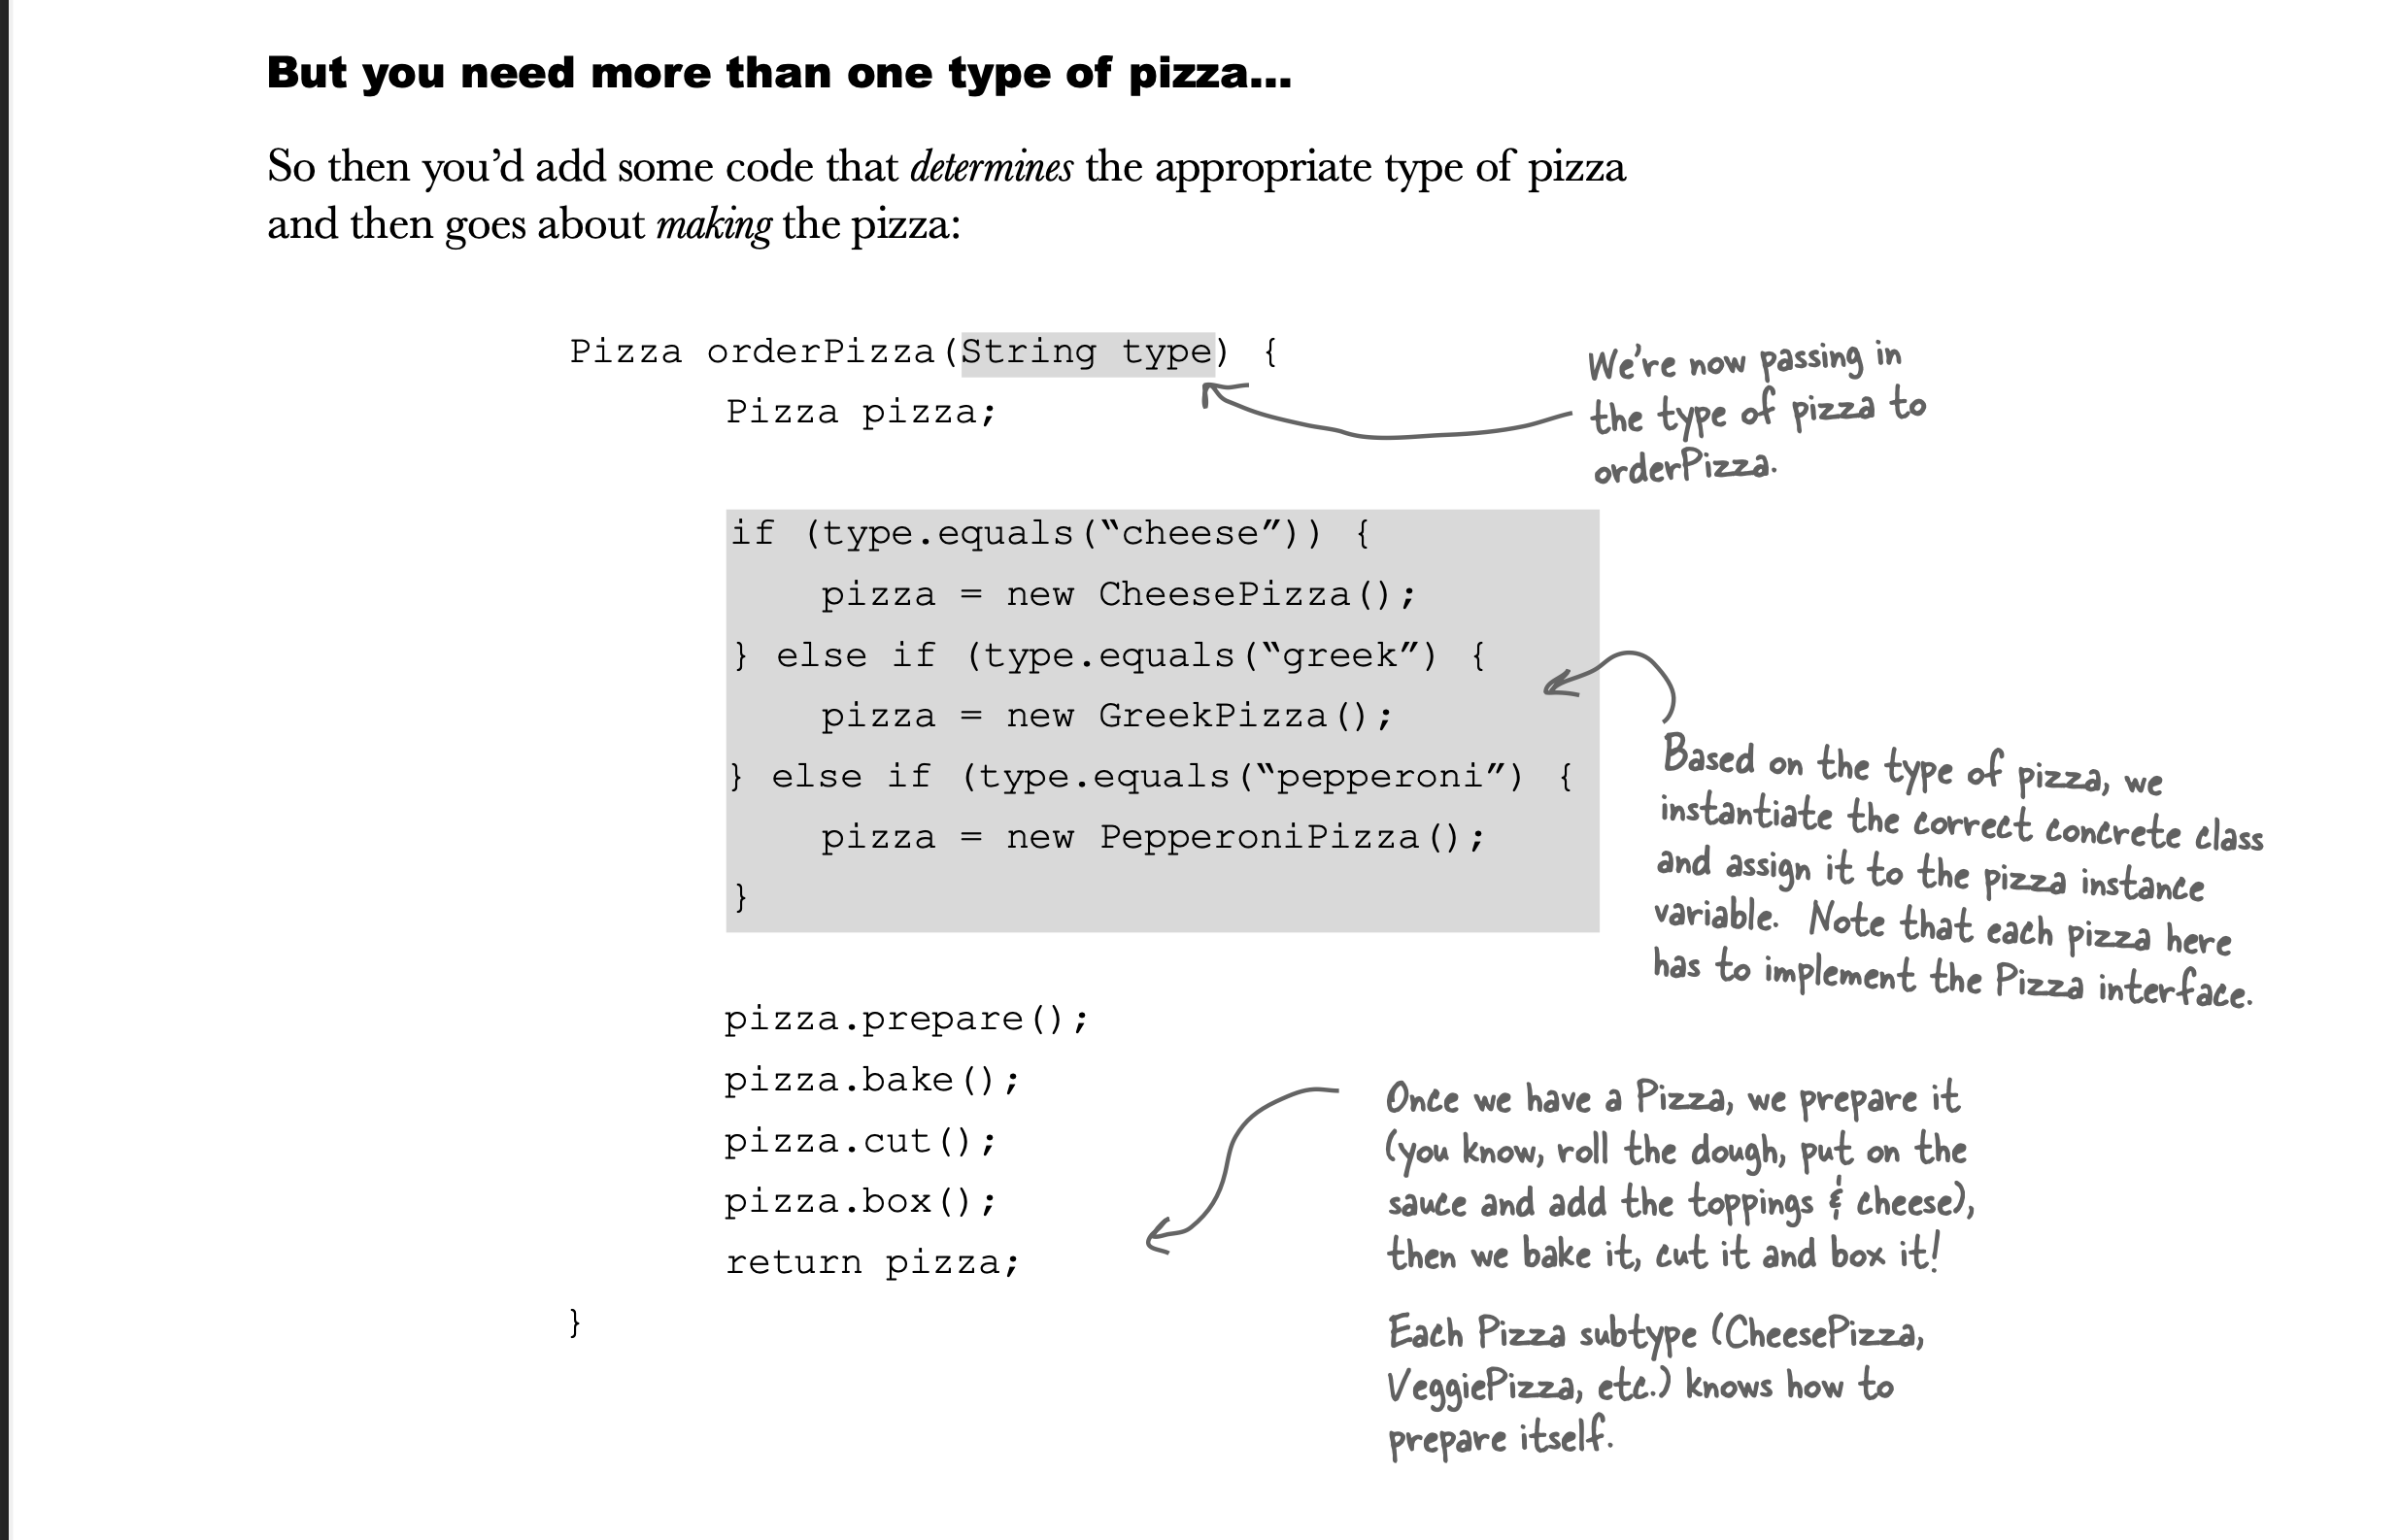 But you need more than one type of pizza...
So then you’d add some code that determines the appropriate type of pizza
and then goes about making the pizza:
Pizza orderPizza(String type) {
Pizza pizza;
We're now passing in
the type of pizza to
orderPizza.
if (type.equals(“cheese”)) {
pizza = new CheesePizza();
} else if (type.equals(“greek”) {
pizza = new GreekPizza();
} else if (type.equals(“pepperoni”) {
pizza = new PepperoniPizza();
}
Based on the type of pizza, we
instantiate the correct concrete class
and assign it to the pizza instance
variable. Note that each pizza here
has to implement the Pizza interface.
pizza.prepare();
pizza.bake();
pizza.cut();
pizza.box();
return pizza;
}
Once we have a Pizza, we prepare it
(you know, roll the dough, put on the
sauce and add the toppings & cheese),
then we bake it, cut it and box it!
Each Pizza subtype (CheesePizza,
VeggiePizza, etc.) knows how to
prepare itself.